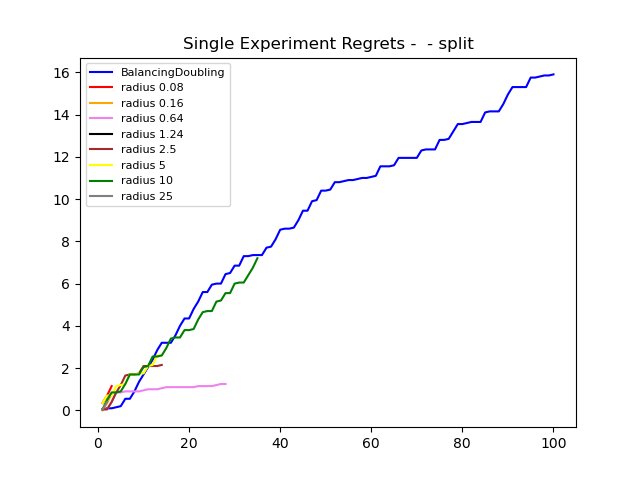 Single Experiment Regrets -  - split
BalancingDoubling
radius 0.08
radius 0.16
radius 0.64
radius 1.24
radius 2.5
radius 5
radius 10
radius 25
16
14
12
10
8
6
4
2
0
0 20 40 60 80 100